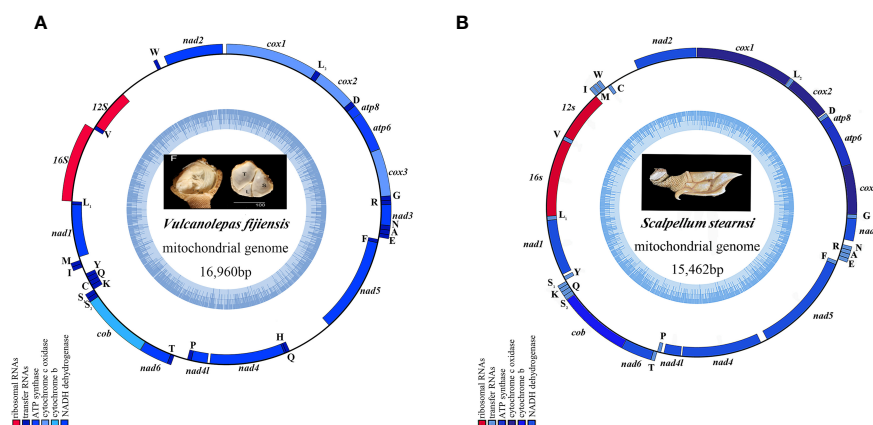 A
nad2
cox1
W
L₂
cox2
D
atp8
atp6
cox3
12S
V
16S
F
T
S
L
100
Vulcanolepas fijiensis
mitochondrial genome
16,960bp
G
R
nad3
N
A
E
F
L₁
nad1
M
I
Y
Q
K
C
S
S₁
nad5
cob
nad6
T
P
nad4l
nad4
H
Q
ribosomal RNAs
transfer RNAs
ATP synthase
cytochrome c oxidase
cytochrome b
NADH dehydrogenase
B
nad2
cox1
W
I
M
C
L₂
cox2
D
atp8
atp6
cox
12s
V
16s
Scalpellum stearnsi
mitochondrial genome
15,462bp
G
nad
R
N
A
F
E
L₁
nad1
Y
S
Q
K
S
nad5
cob
nad6
T
P
nad4l
nad4
ribosomal RNAs
transfer RNAs
ATP synthase
cytochrome c oxidase
cytochrome b
NADH dehydrogenase